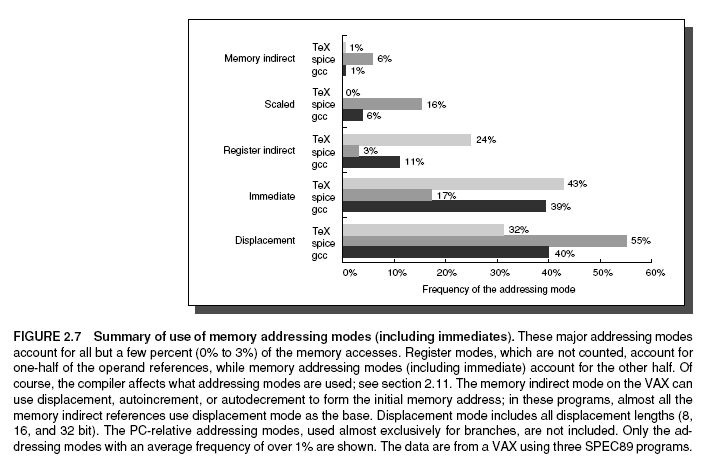 Memory indirect
TeX 1%
spice 6%
gcc 1%
Scaled
TeX 0%
spice 16%
gcc 6%
Register indirect
TeX 24%
spice 3%
gcc 11%
Immediate
TeX 43%
spice 17%
gcc 39%
Displacement
TeX 32%
spice 55%
gcc 40%
0% 10% 20% 30% 40% 50% 60%
Frequency of the addressing mode
FIGURE 2.7 Summary of use of memory addressing modes (including immediates). These major addressing modes
account for all but a few percent (0% to 3%) of the memory accesses. Register modes, which are not counted, account for
one-half of the operand references, while memory addressing modes (including immediate) account for the other half. Of
course, the compiler affects what addressing modes are used; see section 2.11. The memory indirect mode on the VAX can
use displacement, autoincrement, or autodecrement to form the initial memory address; in these programs, almost all the
memory indirect references use displacement mode as the base. Displacement mode includes all displacement lengths (8,
16, and 32 bit). The PC-relative addressing modes, used almost exclusively for branches, are not included. Only the ad-
dressing modes with an average frequency of over 1% are shown. The data are from a VAX using three SPEC89 programs.